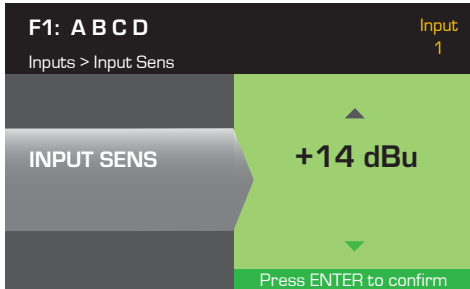 F1: A B C D
Input
1
Inputs > Input Sens
INPUT SENS
+14 dBu
Press ENTER to confirm